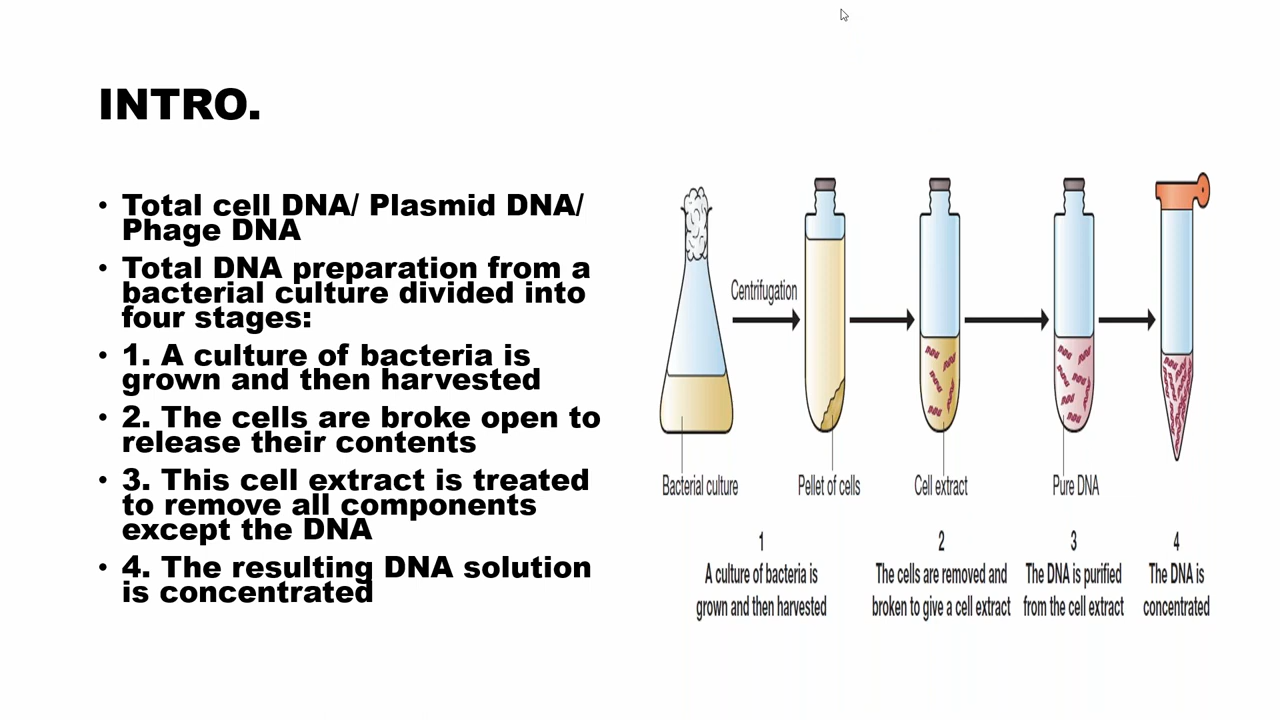 INTRO.
• Total cell DNA/ Plasmid DNA/
Phage DNA
• Total DNA preparation from a
bacterial culture divided into
four stages:
• 1. A culture of bacteria is
grown and then harvested
• 2. The cells are broke open to
release their contents
• 3. This cell extract is treated
to remove all components
except the DNA
• 4. The resulting DNA solution
is concentrated
Centrifugation
Bacterial culture
Pellet of cells
Cell extract
Pure DNA
1
A culture of bacteria is
grown and then harvested
2
The cells are removed and
broken to give a cell extract
3
The DNA is purified
from the cell extract
4
The DNA is
concentrated